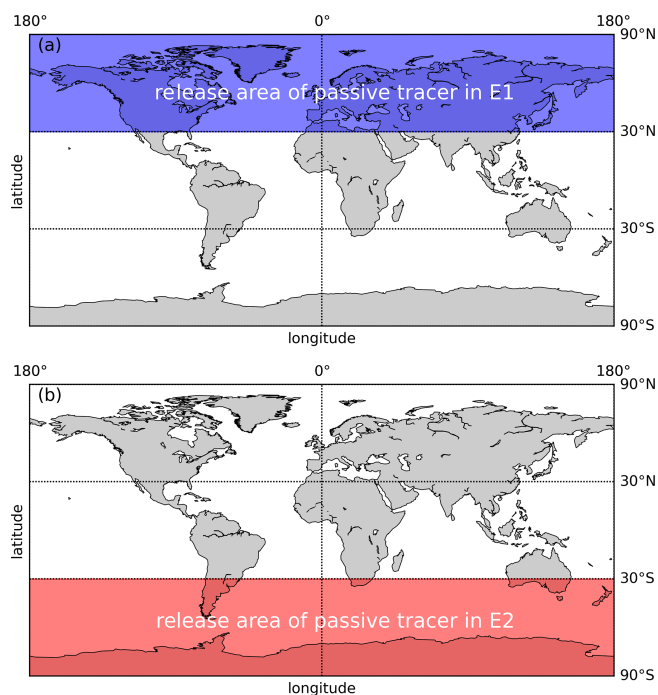 180° 0° 180°
(a) 90°N
release area of passive tracer in E1
30°N
latitude
30°S
90°S
longitude
180° 0° 180°
(b) 90°N
30°N
latitude
30°S
release area of passive tracer in E2
90°S
longitude